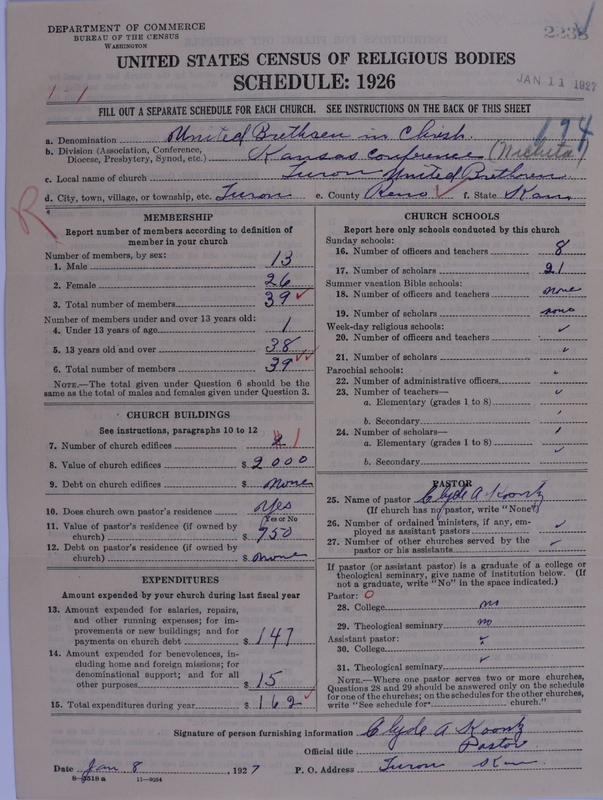 DEPARTMENT OF COMMERCE
BUREAU OF THE CENSUS
WASHINGTON
UNITED STATES CENSUS OF RELIGIOUS BODIES
SCHEDULE: 1926
JAN 11 1927
FILL OUT A SEPARATE SCHEDULE FOR EACH CHURCH. SEE INSTRUCTIONS ON THE BACK OF THIS SHEET
a. Denomination United Brethren in Christ. 694
b. Division (Association, Conference, Diocese, Presbytery, Synod, etc.) Kansas Conference (Wichita)
c. Local name of church Turon United Brethren
d. City, town, village, or township, etc. Turon e. County Reno f. State Kans
R
MEMBERSHIP
Report number of members according to definition of
member in your church
Number of members, by sex:
1. Male 13
2. Female 26
3. Total number of members 39
Number of members under and over 13 years old:
4. Under 13 years of age 1
5. 13 years old and over 38
6. Total number of members 39
NOTE.—The total given under Question 6 should be the
same as the total of males and females given under Question 3.
CHURCH BUILDINGS
See instructions, paragraphs 10 to 12
7. Number of church edifices 1
8. Value of church edifices $ 2000
9. Debt on church edifices $ none
10. Does church own pastor's residence Yes
(Yes or No
11. Value of pastor's residence (if owned by
church) $ 750
12. Debt on pastor's residence (if owned by
church) $ none
EXPENDITURES
Amount expended by your church during last fiscal year
13. Amount expended for salaries, repairs,
and other running expenses; for im-
provements or new buildings; and for
payments on church debt $ 147
14. Amount expended for benevolences, in-
cluding home and foreign missions; for
denominational support; and for all
other purposes $ 15
15. Total expenditures during year $ 162
CHURCH SCHOOLS
Report here only schools conducted by this church
Sunday schools:
16. Number of officers and teachers 8
17. Number of scholars 21
Summer vacation Bible schools:
18. Number of officers and teachers none
19. Number of scholars none
Week-day religious schools:
20. Number of officers and teachers
21. Number of scholars
Parochial schools:
22. Number of administrative officers
23. Number of teachers—
a. Elementary (grades 1 to 8)
b. Secondary
24. Number of scholars—
a. Elementary (grades 1 to 8)
b. Secondary
PASTOR
25. Name of pastor Clyde A Koontz
(If church has no pastor, write "None")
26. Number of ordained ministers, if any, em-
ployed as assistant pastors
27. Number of other churches served by the
pastor or his assistants
If pastor (or assistant pastor) is a graduate of a college or
theological seminary, give name of institution below. (If
not a graduate, write "No" in the space indicated.)
Pastor: 0
28. College no
29. Theological seminary no
Assistant pastor:
30. College
31. Theological seminary
NOTE.—Where one pastor serves two or more churches,
Questions 28 and 29 should be answered only on the schedule
for one of the churches; on the schedules for the other churches,
write "See schedule for church."
Signature of person furnishing information Clyde A Koontz
Official title Pastor
Date Jan 8, 1927 P. O. Address Turon Kan
8—3518 a 11—9264